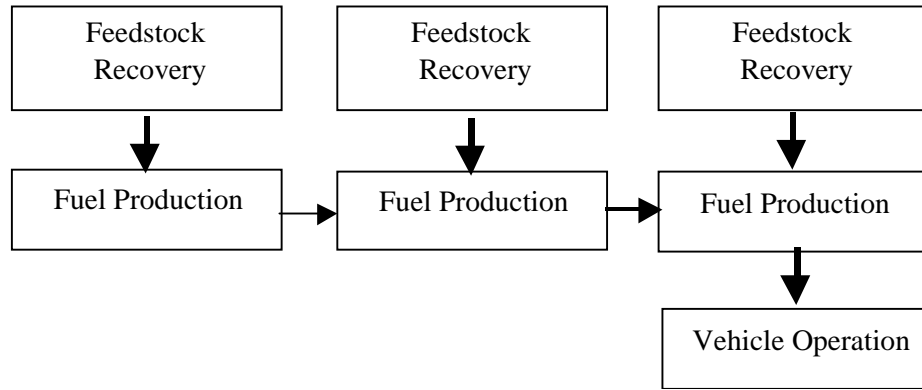 Feedstock
Recovery
Feedstock
Recovery
Feedstock
Recovery
Fuel Production
Fuel Production
Fuel Production
Vehicle Operation